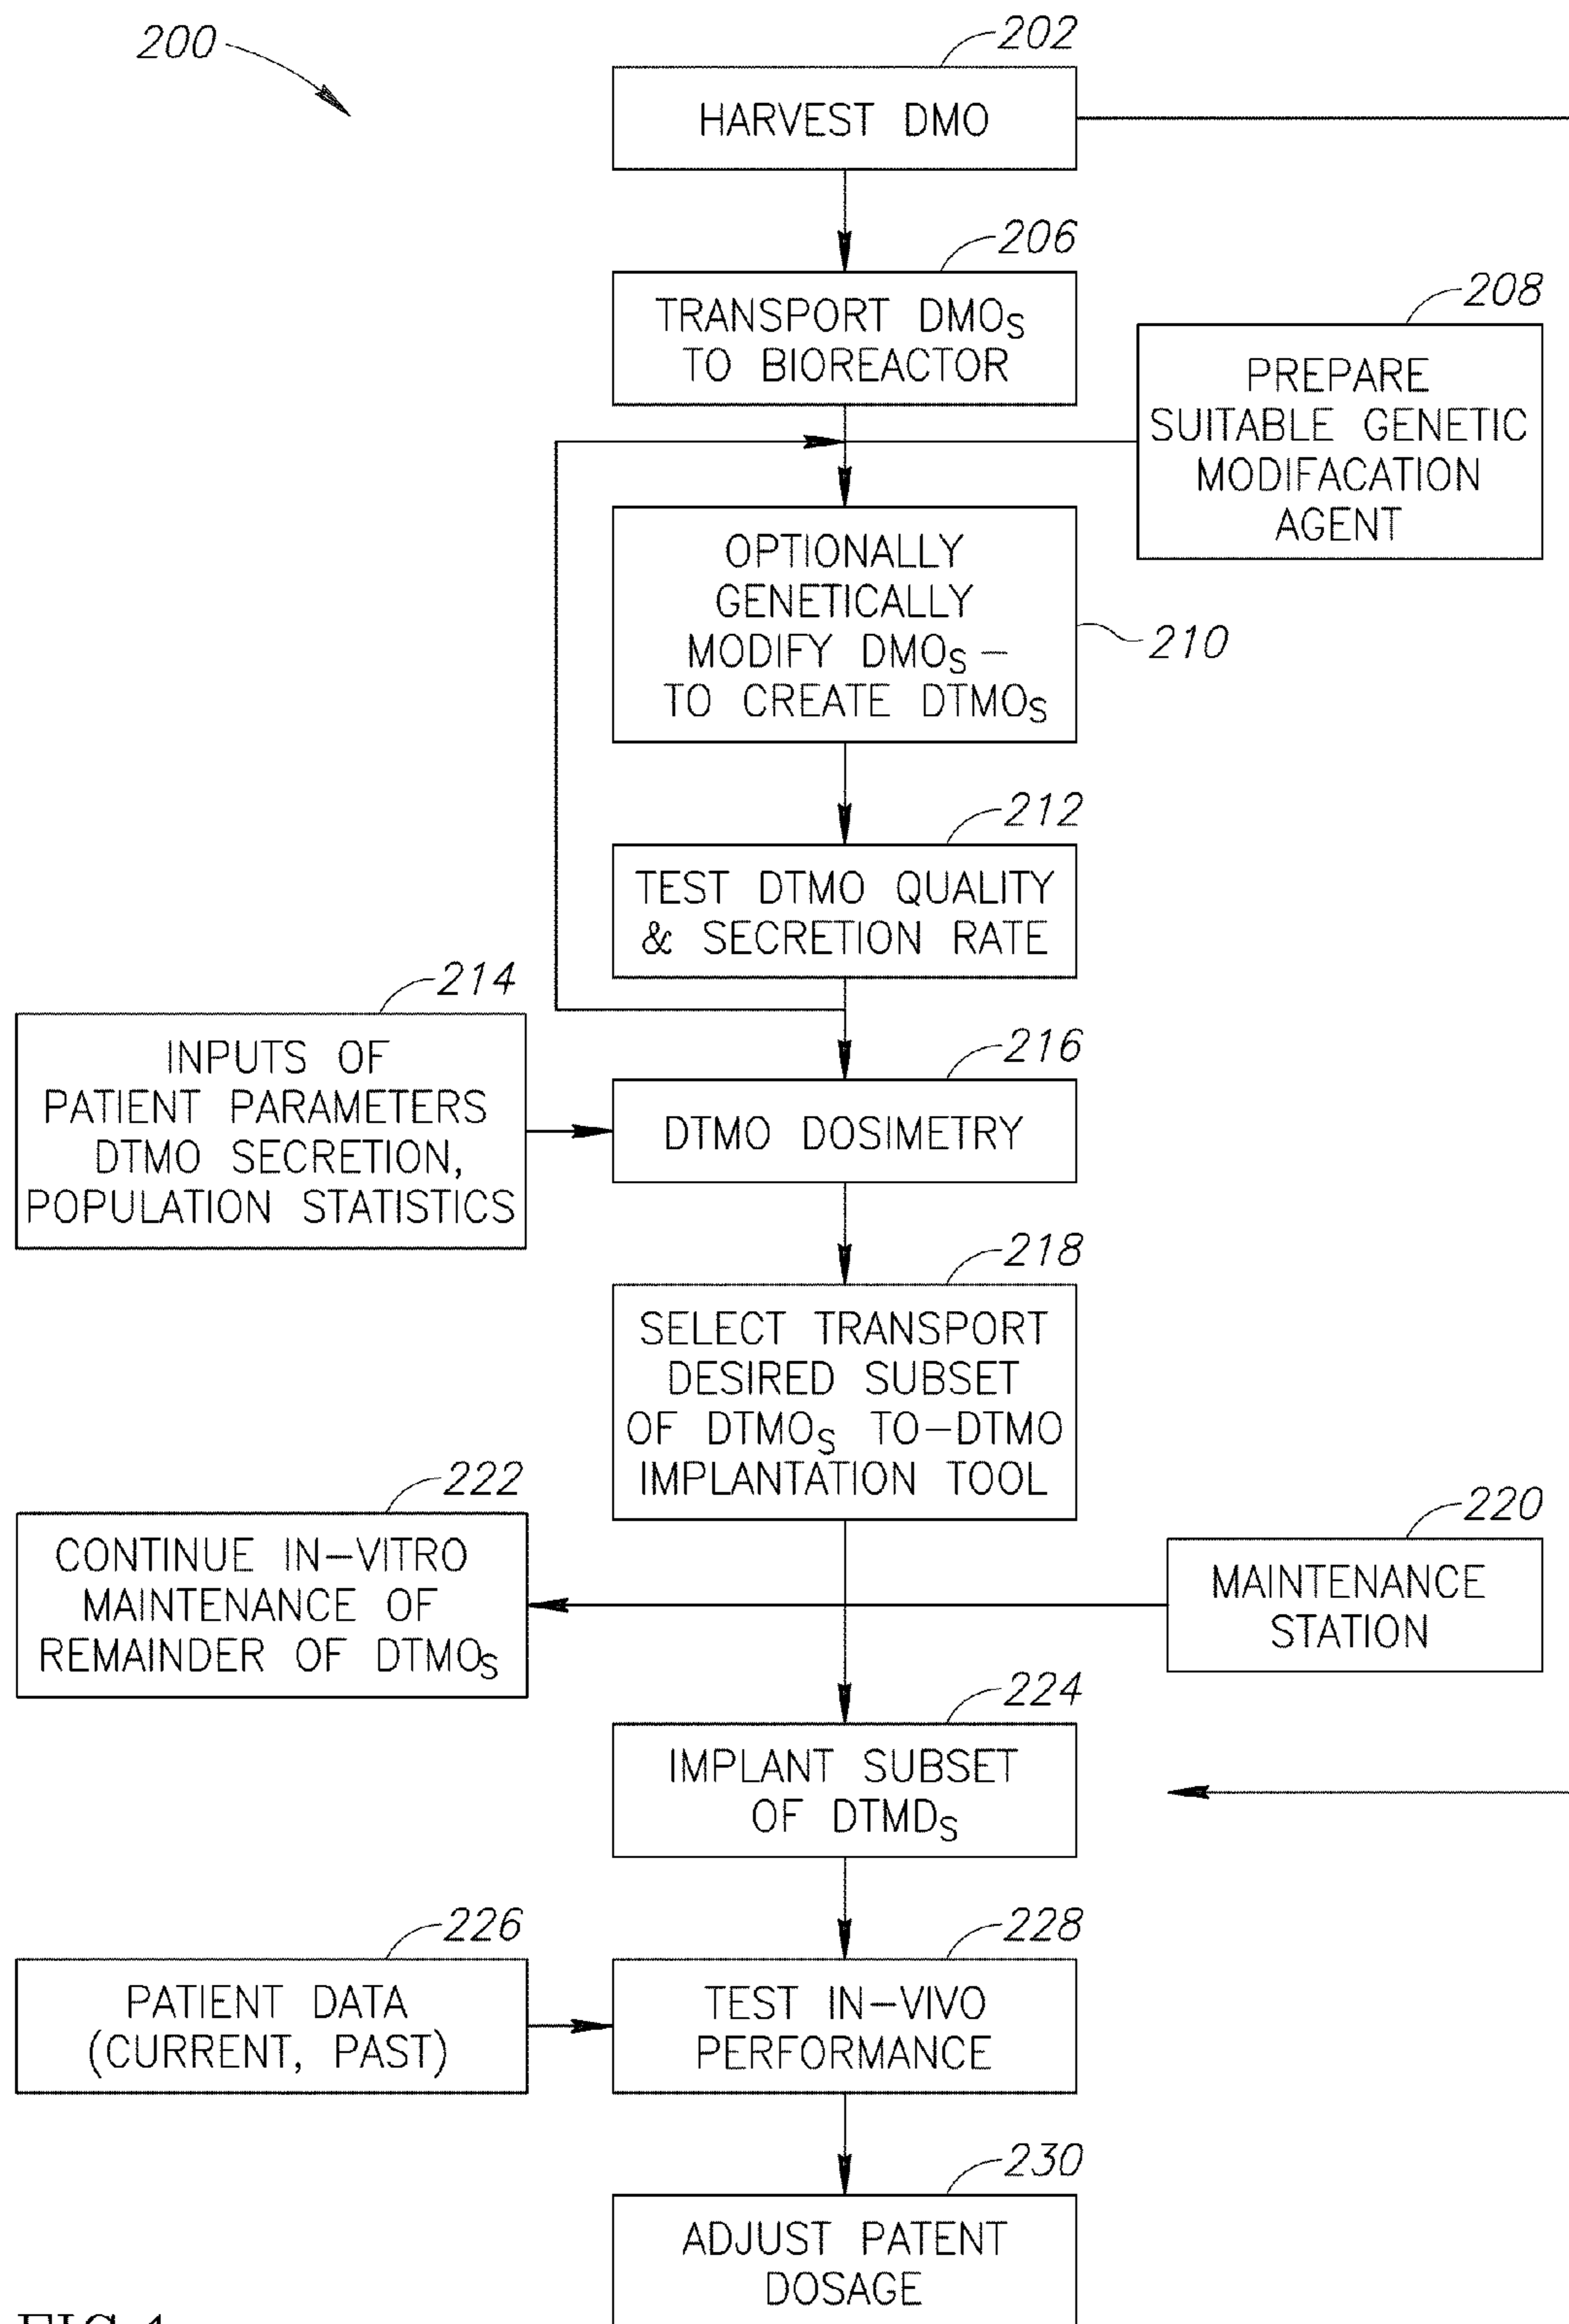 200
202
HARVEST DMO
206
TRANSPORT DMOs
TO BIOREACTOR
208
PREPARE
SUITABLE GENETIC
MODIFACATION
AGENT
OPTIONALLY
GENETICALLY
MODIFY DMOs –
TO CREATE DTMOs
210
212
TEST DTMO QUALITY
& SECRETION RATE
214
INPUTS OF
PATIENT PARAMETERS
DTMO SECRETION,
POPULATION STATISTICS
216
DTMO DOSIMETRY
218
SELECT TRANSPORT
DESIRED SUBSET
OF DTMOs TO–DTMO
IMPLANTATION TOOL
222
CONTINUE IN–VITRO
MAINTENANCE OF
REMAINDER OF DTMOs
220
MAINTENANCE
STATION
224
IMPLANT SUBSET
OF DTMDs
226
PATIENT DATA
(CURRENT, PAST)
228
TEST IN–VIVO
PERFORMANCE
230
ADJUST PATENT
DOSAGE